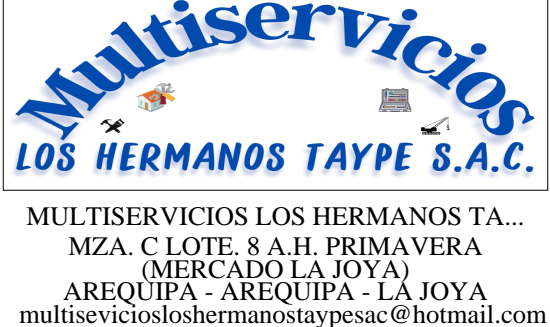 Multiservicios
LOS HERMANOS TAYPE S.A.C.
MULTISERVICIOS LOS HERMANOS TA...
MZA. C LOTE. 8 A.H. PRIMAVERA
(MERCADO LA JOYA)
AREQUIPA - AREQUIPA - LA JOYA
multiseviciosloshermanostaypesac@hotmail.com